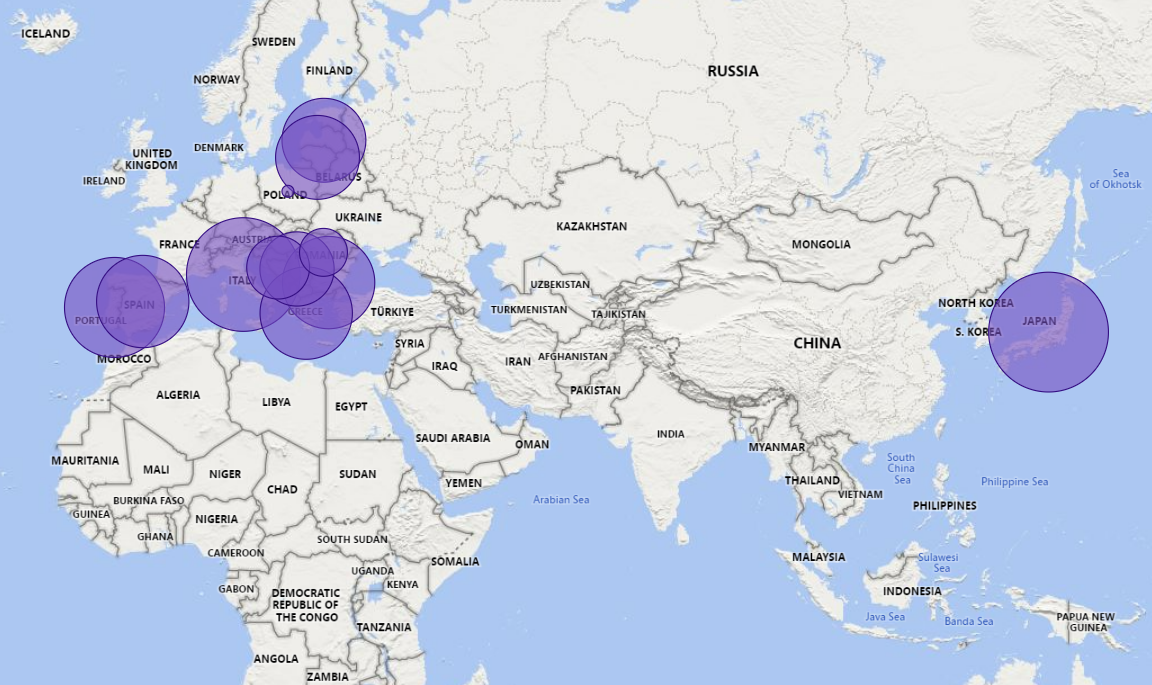 ICELAND
SWEDEN
FINLAND
NORWAY
RUSSIA
DENMARK
UNITED
KINGDOM
IRELAND
BELARUS
POLAND
UKRAINE
FRANCE
AUSTRIA
KAZAKHSTAN
MONGOLIA
Sea
of Okhotsk
ITALY
SPAIN
PORTUGAL
GREECE
TÜRKIYE
UZBEKISTAN
TURKMENISTAN
TAJIKISTAN
NORTH KOREA
S. KOREA
JAPAN
CHINA
MOROCCO
SYRIA
IRAQ
IRAN
AFGHANISTAN
PAKISTAN
ALGERIA
LIBYA
EGYPT
SAUDI ARABIA
OMAN
INDIA
MYANMAR
MAURITANIA
MALI
NIGER
CHAD
SUDAN
YEMEN
Arabian Sea
THAILAND
VIETNAM
South
China
Sea
Philippine Sea
PHILIPPINES
BURKINA FASO
GUINEA
GHANA
NIGERIA
CAMEROON
SOUTH SUDAN
SOMALIA
UGANDA
KENYA
GABON
DEMOCRATIC
REPUBLIC OF
THE CONGO
TANZANIA
ANGOLA
ZAMBIA
MALAYSIA
Sulawesi
Sea
INDONESIA
Java Sea
Banda Sea
PAPUA NEW
GUINEA